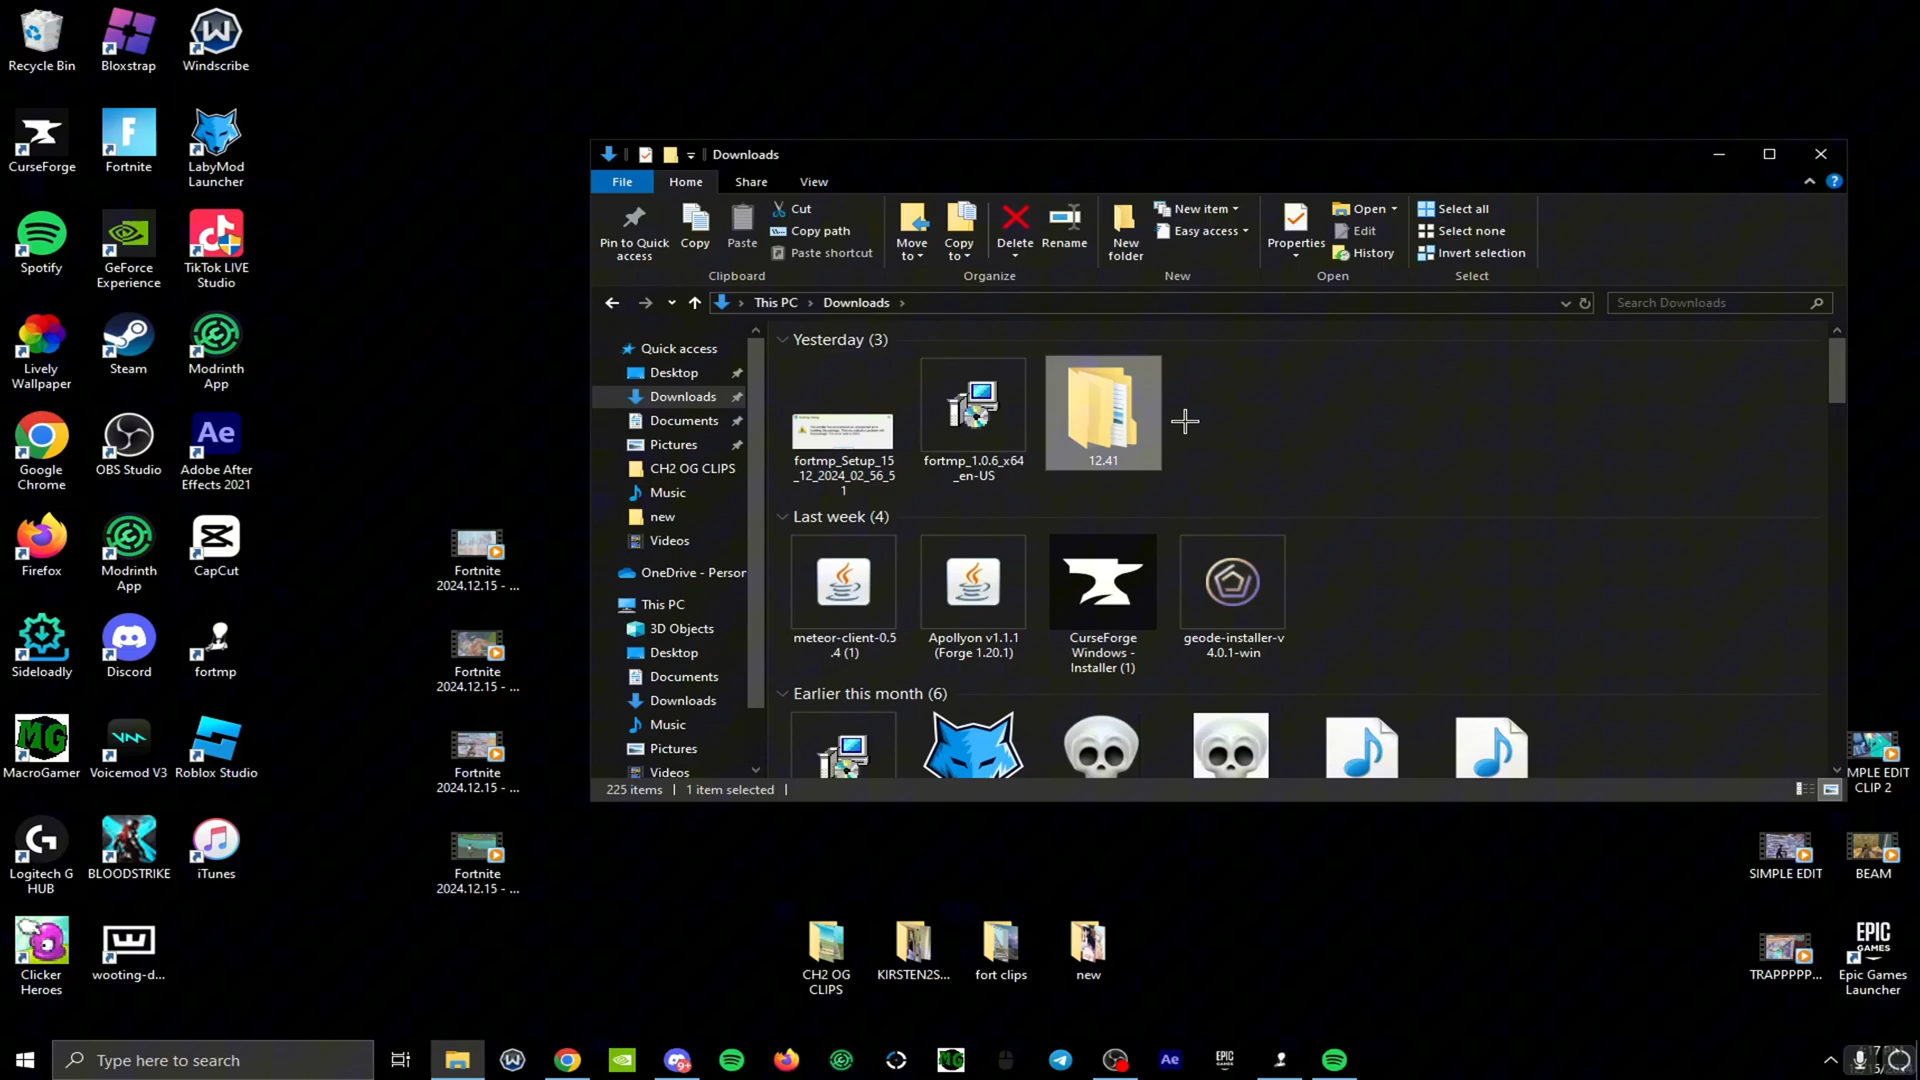 Recycle Bin
Bloxstrap
Windscribe
CurseForge
Fortnite
LabyMod
Launcher
Spotify
GeForce
Experience
TikTok LIVE
Studio
Lively
Wallpaper
Steam
Modrinth
App
Google
Chrome
OBS Studio
Adobe After
Effects 2021
Firefox
Modrinth
App
CapCut
Sideloadly
Discord
fortmp
MacroGamer
Voicemod V3
Roblox Studio
Logitech G
HUB
BLOODSTRIKE
iTunes
Clicker
Heroes
wooting-d...
Fortnite
2024.12.15 - ...
Fortnite
2024.12.15 - ...
Fortnite
2024.12.15 - ...
Fortnite
2024.12.15 - ...
Downloads
File
Home
Share
View
Pin to Quick
access
Copy
Paste
Cut
Copy path
Paste shortcut
Clipboard
Move
to
Copy
to
Delete
Rename
Organize
New
folder
New item
Easy access
New
Properties
Open
Edit
History
Open
Select all
Select none
Invert selection
Select
This PC
Downloads
Search Downloads
Quick access
Desktop
Downloads
Documents
Pictures
CH2 OG CLIPS
Music
new
Videos
OneDrive - Person
This PC
3D Objects
Desktop
Documents
Downloads
Music
Pictures
Videos
Yesterday (3)
fortmp_Setup_15
_12_2024_02_56_5
1
fortmp_1.0.6_x64
_en-US
12.41
Last week (4)
meteor-client-0.5
.4 (1)
Apollyon v1.1.1
(Forge 1.20.1)
CurseForge
Windows -
Installer (1)
geode-installer-v
4.0.1-win
Earlier this month (6)
225 items
1 item selected
CH2 OG
CLIPS
KIRSTEN2S...
fort clips
new
MPLE EDIT
CLIP 2
SIMPLE EDIT
BEAM
TRAPPPPP...
EPIC
GAMES
Epic Games
Launcher
Type here to search